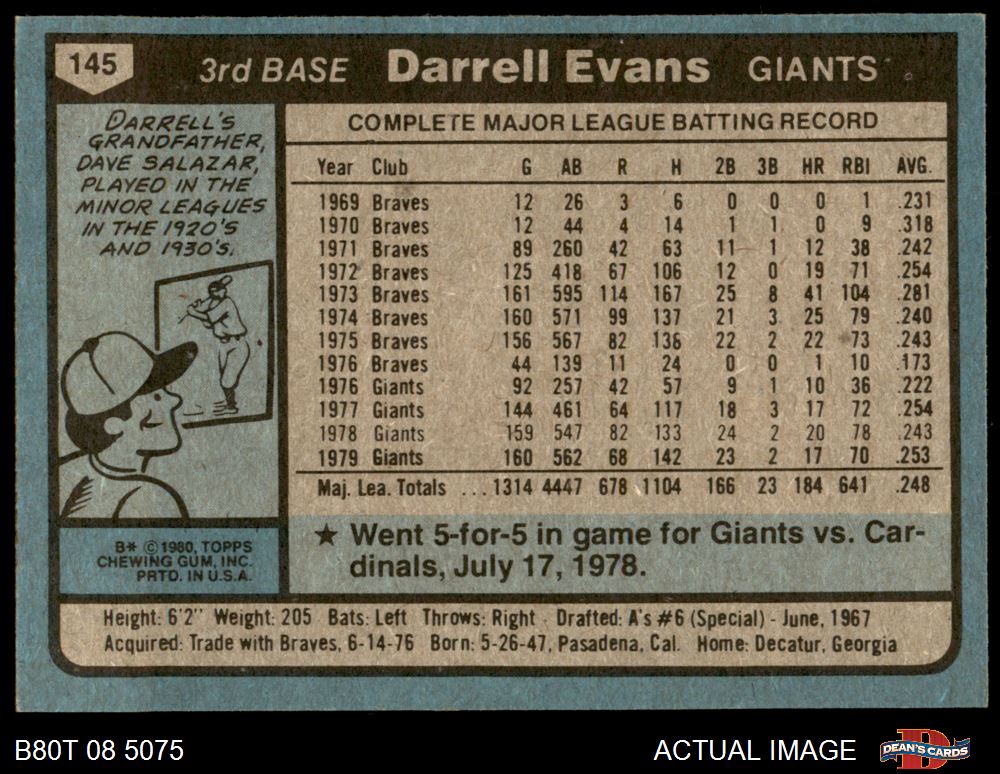 145 3rd BASE Darrell Evans GIANTS
DARRELL'S
GRANDFATHER,
DAVE SALAZAR,
PLAYED IN THE
MINOR LEAGUES
IN THE 1920'S
AND 1930'S.
B* © 1980, TOPPS
CHEWING GUM, INC.
PRTD. IN U.S.A.
COMPLETE MAJOR LEAGUE BATTING RECORD
Year Club G AB R H 2B 3B HR RBI AVG.
1969 Braves 12 26 3 6 0 0 0 1 .231
1970 Braves 12 44 4 14 1 1 0 9 .318
1971 Braves 89 260 42 63 11 1 12 38 .242
1972 Braves 125 418 67 106 12 0 19 71 .254
1973 Braves 161 595 114 167 25 8 41 104 .281
1974 Braves 160 571 99 137 21 3 25 79 .240
1975 Braves 156 567 82 138 22 2 22 73 .243
1976 Braves 44 139 11 24 0 0 1 10 .173
1976 Giants 92 257 42 57 9 1 10 36 .222
1977 Giants 144 461 64 117 18 3 17 72 .254
1978 Giants 159 547 82 133 24 2 20 78 .243
1979 Giants 160 562 68 142 23 2 17 70 .253
Maj. Lea. Totals ... 1314 4447 678 1104 166 23 184 641 .248
★ Went 5-for-5 in game for Giants vs. Car-
dinals, July 17, 1978.
Height: 6'2" Weight: 205 Bats: Left Throws: Right Drafted: A's #6 (Special) - June, 1967
Acquired: Trade with Braves, 6-14-76 Born: 5-26-47, Pasadena, Cal. Home: Decatur, Georgia
B80T 08 5075 ACTUAL IMAGE DEAN'S CARDS